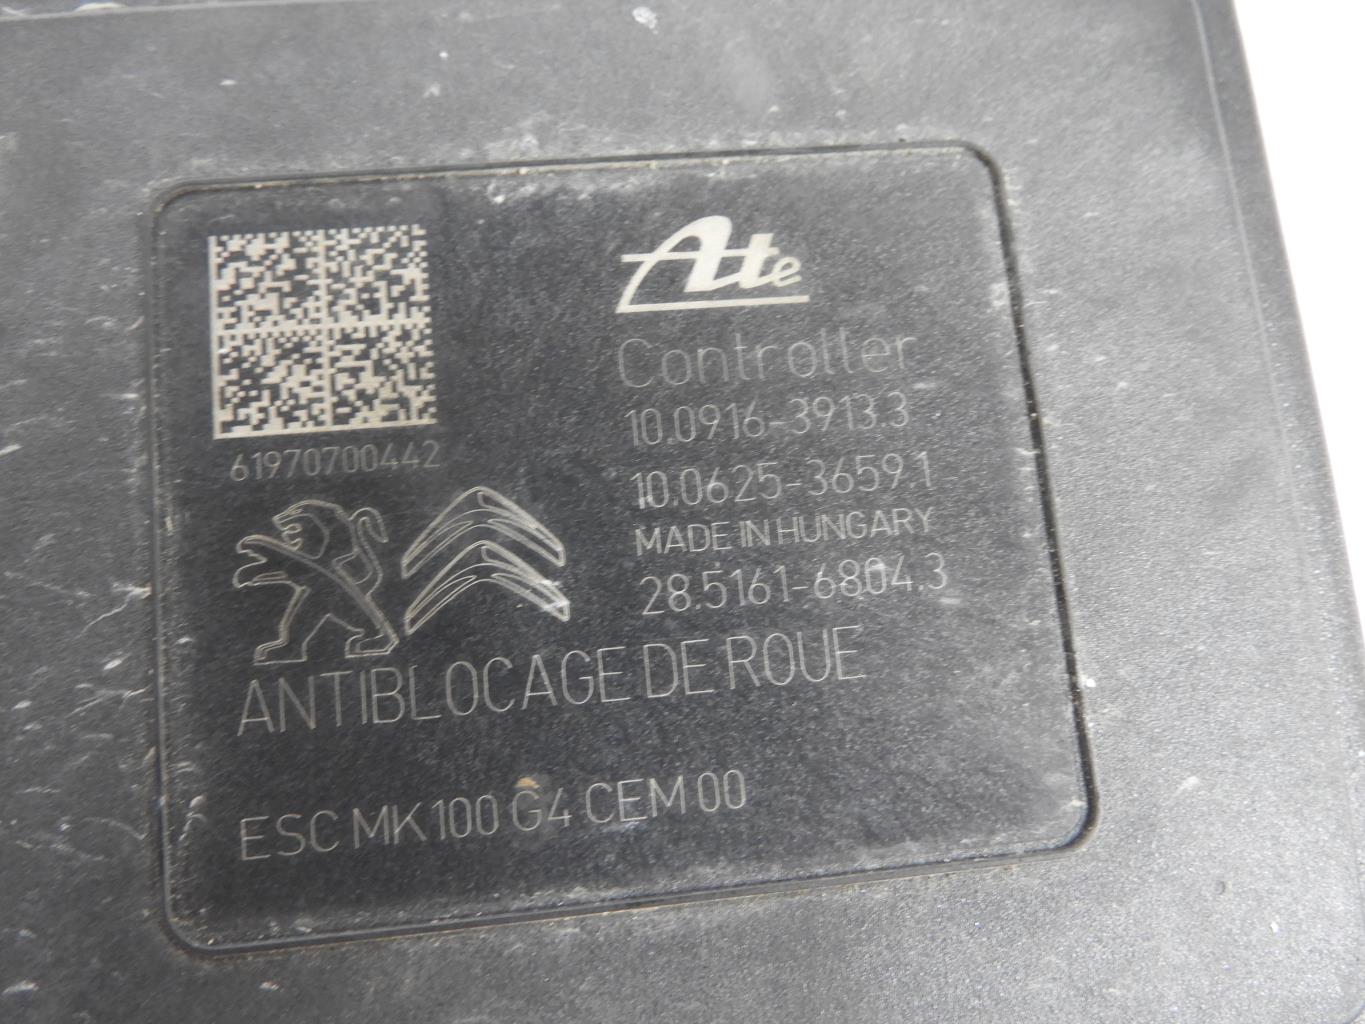 Ate
Controller
10.0916-3913.3
61970700442
10.0625-3659.1
MADE IN HUNGARY
28.5161-6804.3
ANTIBLOCAGE DE ROUE
ESC MK100 G4 CEM 00